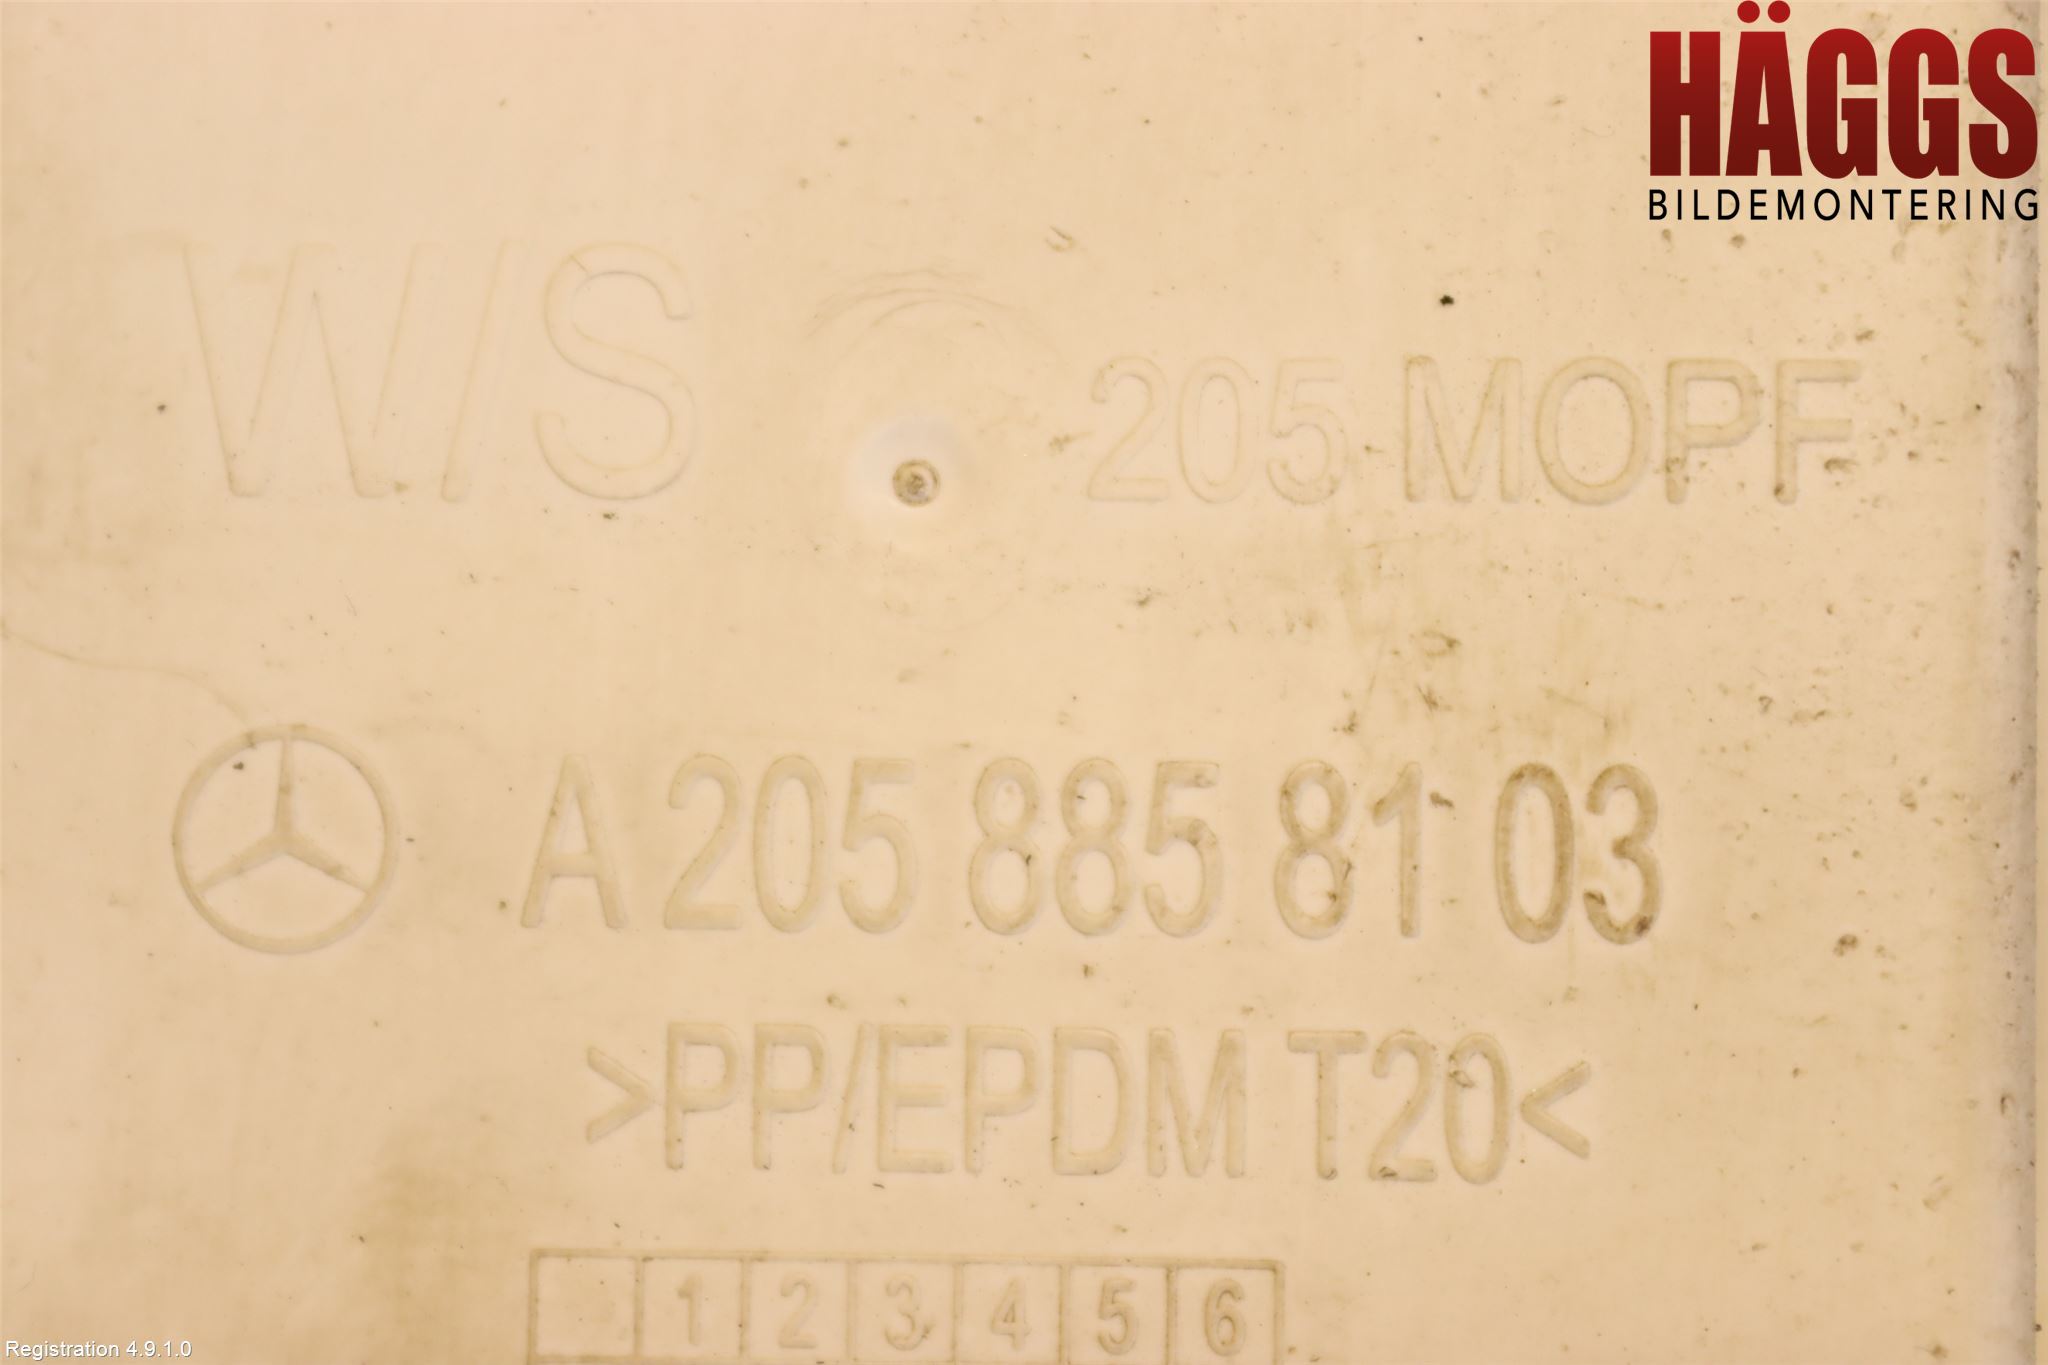 HÄGGS
BILDEMONTERING
W/S 205 MOPF
A 205 885 81 03
>PP/EPDM T20<
1 2 3 4 5 6
Registration 4.9.1.0